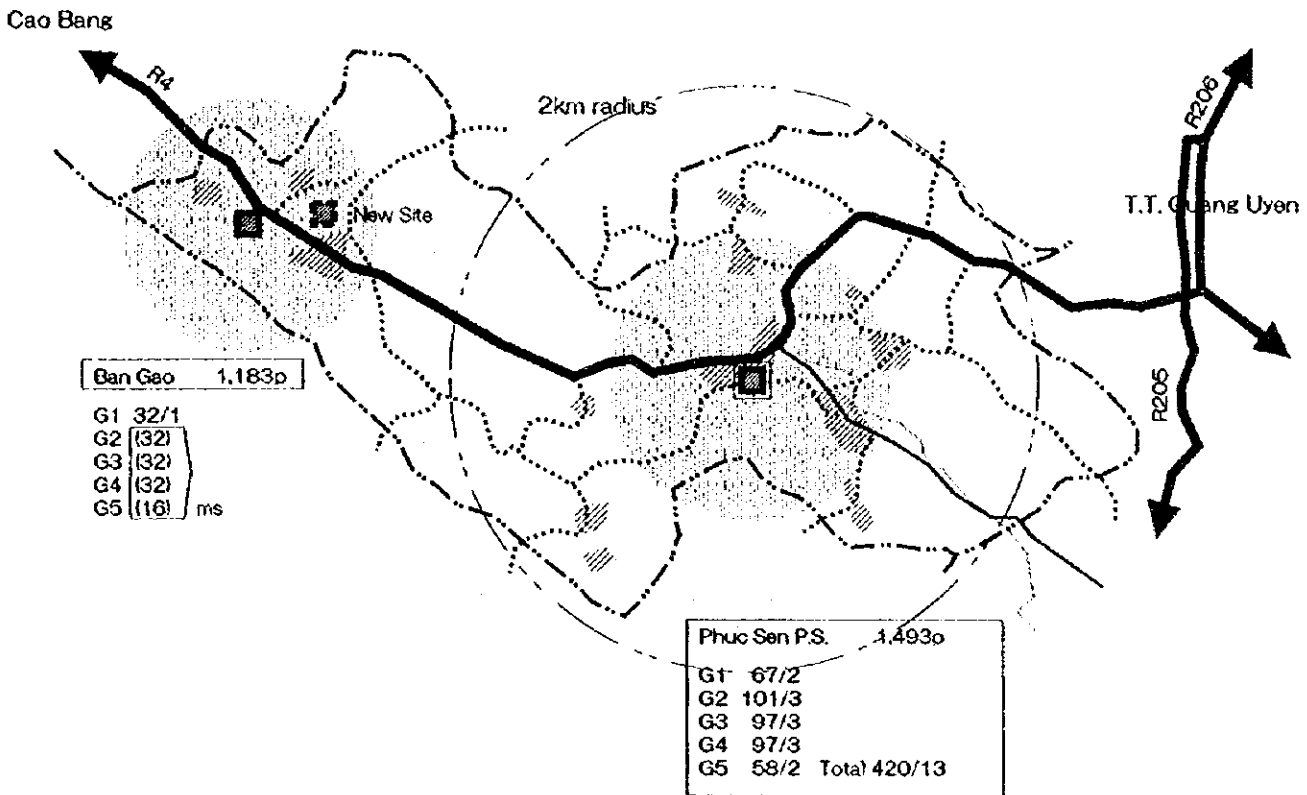 Cao Bang
R4
2km radius
R206
New Site
T.T. Quang Uyen
R205
Ban Gao 1.183p
G1 32/1
G2 (32)
G3 (32)
G4 (32)
G5 (16) ms
Phuc Sen P.S. 1.493p
G1 67/2
G2 101/3
G3 97/3
G4 97/3
G5 58/2 Total 420/13